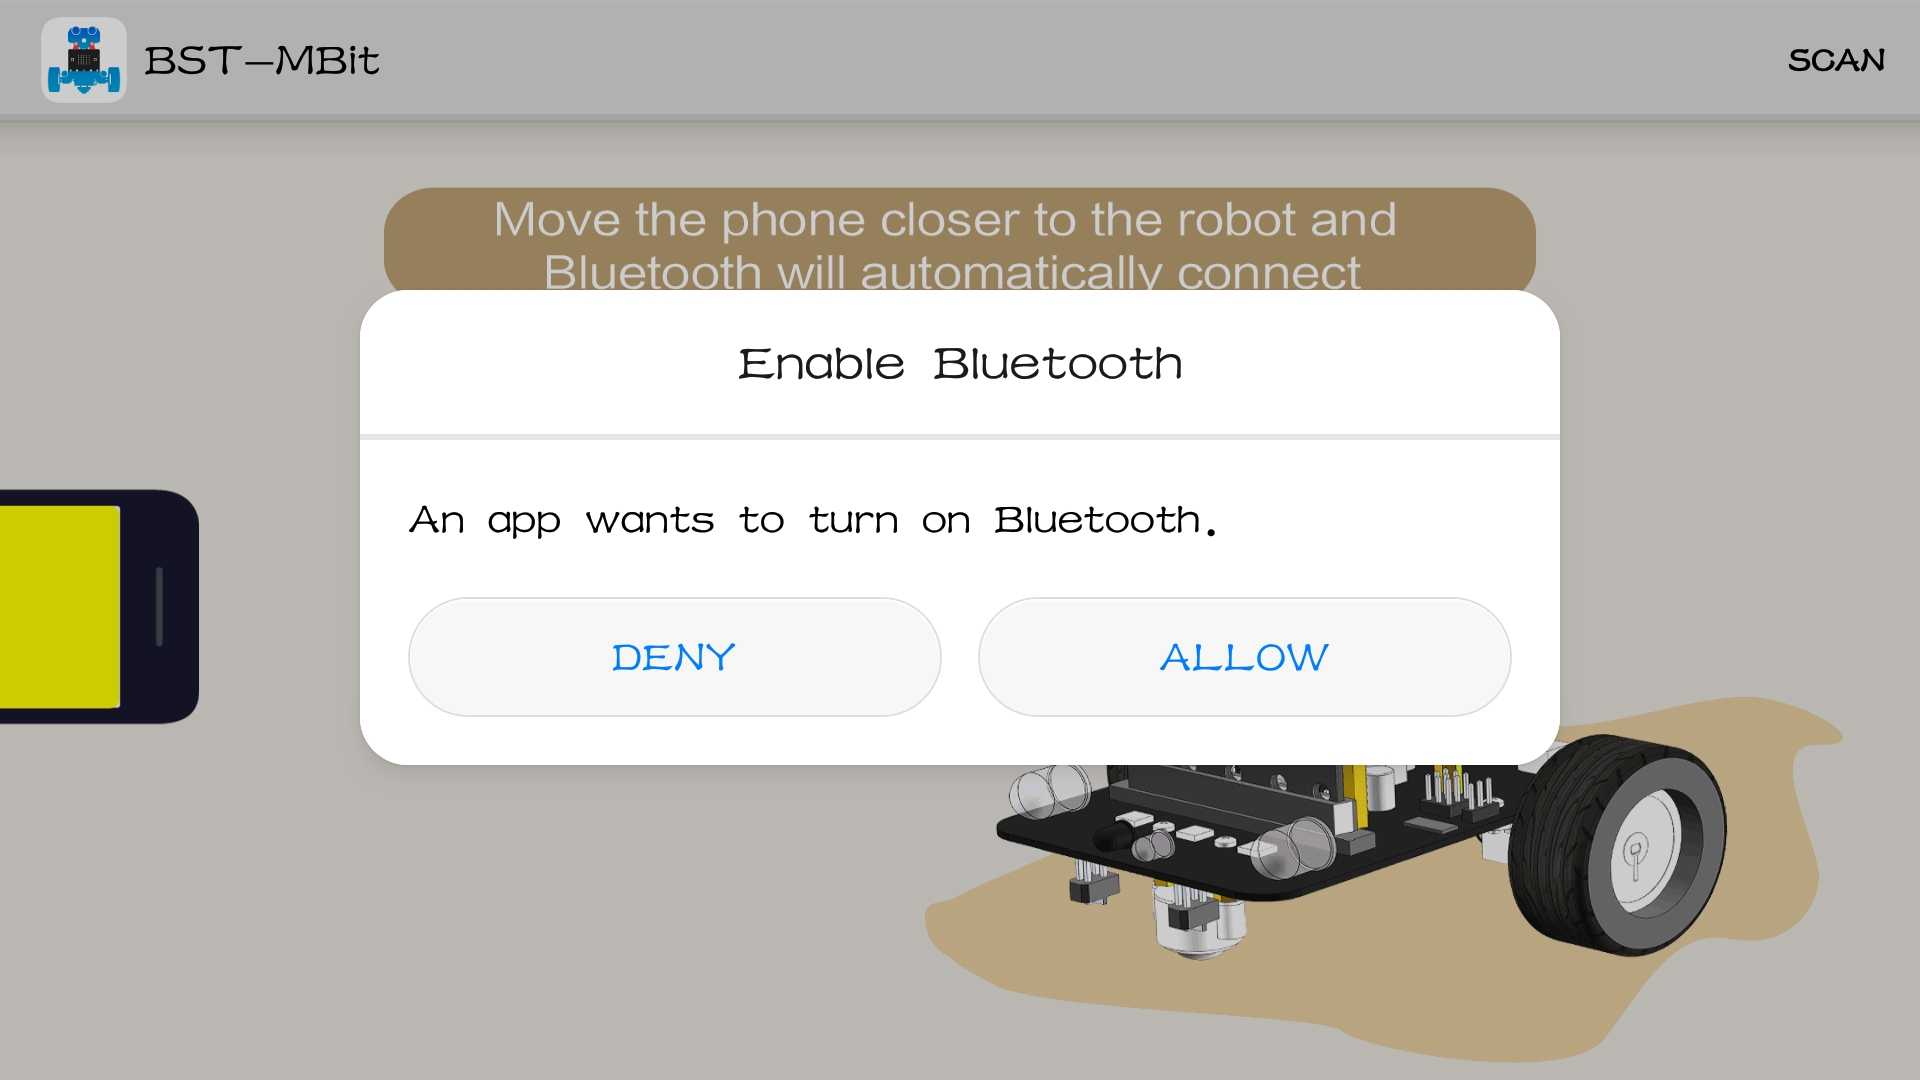 BST-MBit
SCAN
Move the phone closer to the robot and
Bluetooth will automatically connect
Enable Bluetooth
An app wants to turn on Bluetooth.
DENY
ALLOW